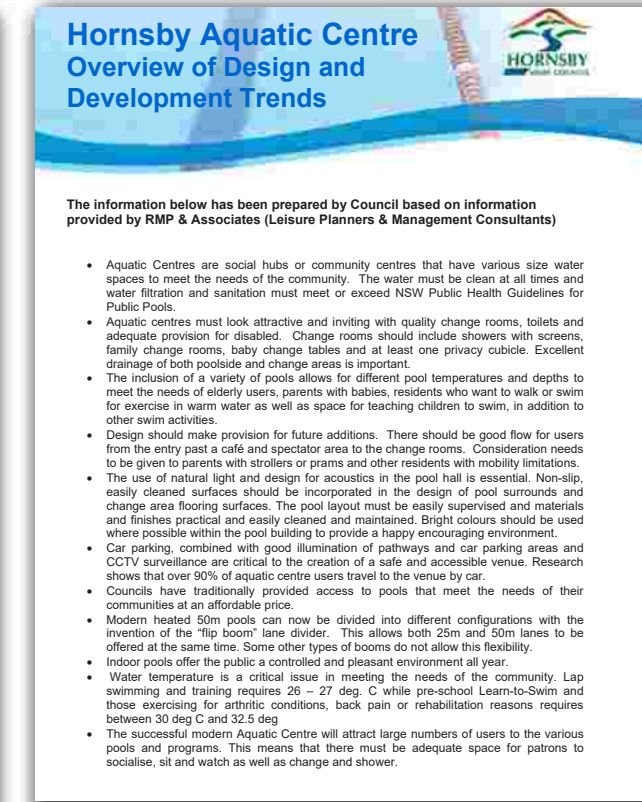 Hornsby Aquatic Centre
Overview of Design and
Development Trends
HORNSBY
SHIRE COUNCIL
The information below has been prepared by Council based on information
provided by RMP & Associates (Leisure Planners & Management Consultants)
• Aquatic Centres are social hubs or community centres that have various size water
spaces to meet the needs of the community. The water must be clean at all times and
water filtration and sanitation must meet or exceed NSW Public Health Guidelines for
Public Pools.
• Aquatic centres must look attractive and inviting with quality change rooms, toilets and
adequate provision for disabled. Change rooms should include showers with screens,
family change rooms, baby change tables and at least one privacy cubicle. Excellent
drainage of both poolside and change areas is important.
• The inclusion of a variety of pools allows for different pool temperatures and depths to
meet the needs of elderly users, parents with babies, residents who want to walk or swim
for exercise in warm water as well as space for teaching children to swim, in addition to
other swim activities.
• Design should make provision for future additions. There should be good flow for users
from the entry past a café and spectator area to the change rooms. Consideration needs
to be given to parents with strollers or prams and other residents with mobility limitations.
• The use of natural light and design for acoustics in the pool hall is essential. Non-slip,
easily cleaned surfaces should be incorporated in the design of pool surrounds and
change area flooring surfaces. The pool layout must be easily supervised and materials
and finishes practical and easily cleaned and maintained. Bright colours should be used
where possible within the pool building to provide a happy encouraging environment.
• Car parking, combined with good illumination of pathways and car parking areas and
CCTV surveillance are critical to the creation of a safe and accessible venue. Research
shows that over 90% of aquatic centre users travel to the venue by car.
• Councils have traditionally provided access to pools that meet the needs of their
communities at an affordable price.
• Modern heated 50m pools can now be divided into different configurations with the
invention of the “flip boom” lane divider. This allows both 25m and 50m lanes to be
offered at the same time. Some other types of booms do not allow this flexibility.
• Indoor pools offer the public a controlled and pleasant environment all year.
• Water temperature is a critical issue in meeting the needs of the community. Lap
swimming and training requires 26 – 27 deg. C while pre-school Learn-to-Swim and
those exercising for arthritic conditions, back pain or rehabilitation reasons requires
between 30 deg C and 32.5 deg
• The successful modern Aquatic Centre will attract large numbers of users to the various
pools and programs. This means that there must be adequate space for patrons to
socialise, sit and watch as well as change and shower.